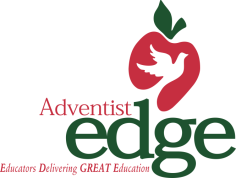 Adventist
edge
Educators Delivering GREAT Education